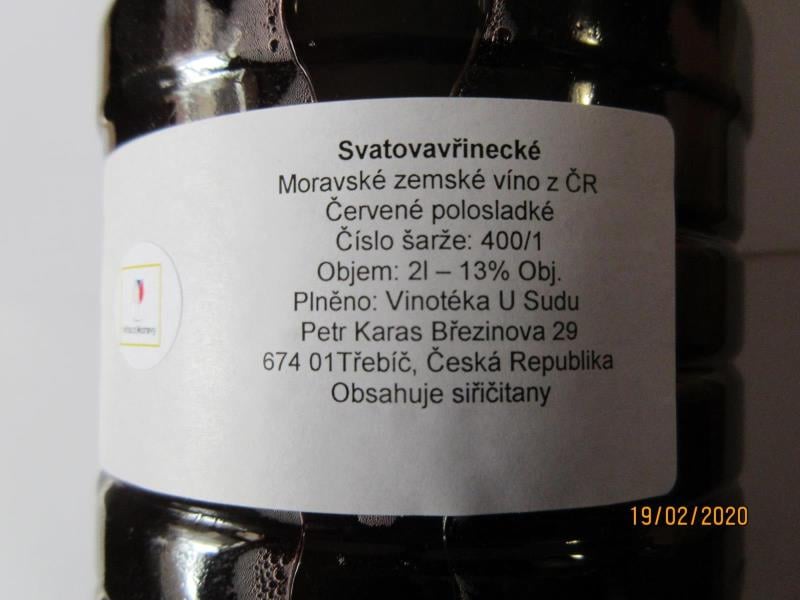 Svatovavřinecké
Moravské zemské víno z ČR
Červené polosladké
Číslo šarže: 400/1
Objem: 2l – 13% Obj.
Plněno: Vinotéka U Sudu
Petr Karas Březinova 29
674 01Třebíč, Česká Republika
Obsahuje siřičitany
19/02/2020